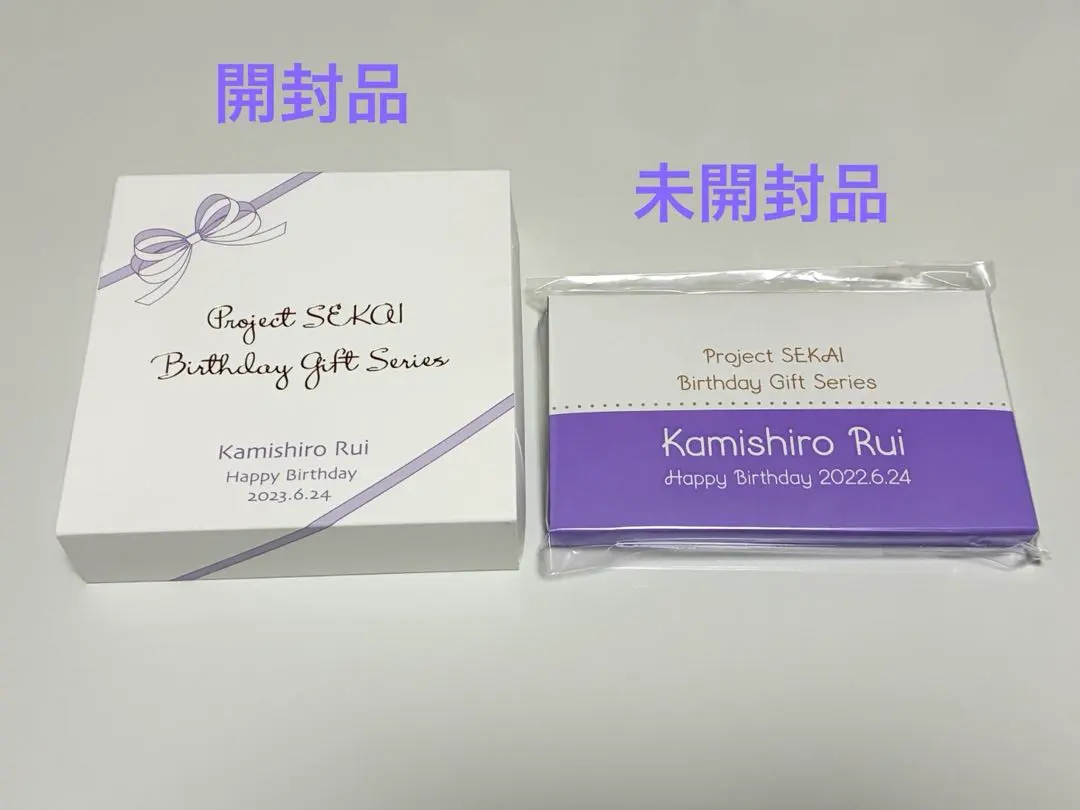 開封品
Project SEKAI
Birthday Gift Series
Kamishiro Rui
Happy Birthday
2023.6.24
未開封品
Project SEKAI
Birthday Gift Series
Kamishiro Rui
Happy Birthday 2022.6.24